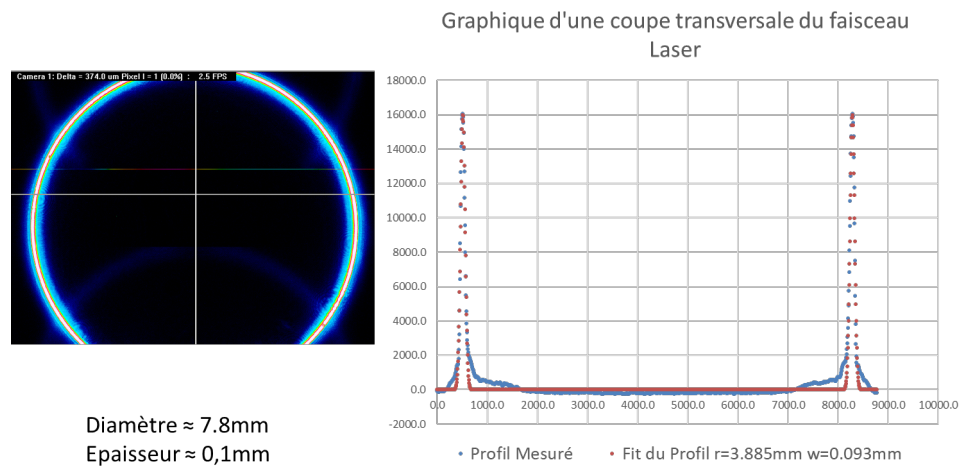 Graphique d'une coupe transversale du faisceau
Laser
Camera 1: Delta = 374.0 um Pixel I = 1 [0.0%] : 2.5 FPS
18000.0
16000.0
14000.0
12000.0
10000.0
8000.0
6000.0
4000.0
2000.0
0.0
-2000.0
0.0 1000.0 2000.0 3000.0 4000.0 5000.0 6000.0 7000.0 8000.0 9000.0 10000.0
Profil Mesuré Fit du Profil r=3.885mm w=0.093mm
Diamètre ≈ 7.8mm
Epaisseur ≈ 0,1mm